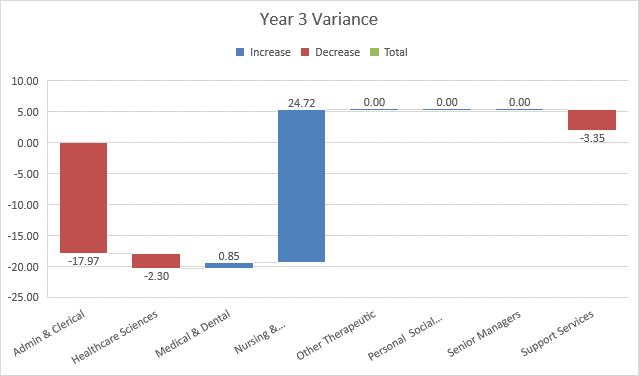 Year 3 Variance
Increase Decrease Total
10.00
5.00
0.00
-5.00
-10.00
-15.00
-20.00
-25.00
-17.97
-2.30
0.85
24.72
0.00
0.00
0.00
-3.35
Admin & Clerical
Healthcare Sciences
Medical & Dental
Nursing &...
Other Therapeutic
Personal Social...
Senior Managers
Support Services